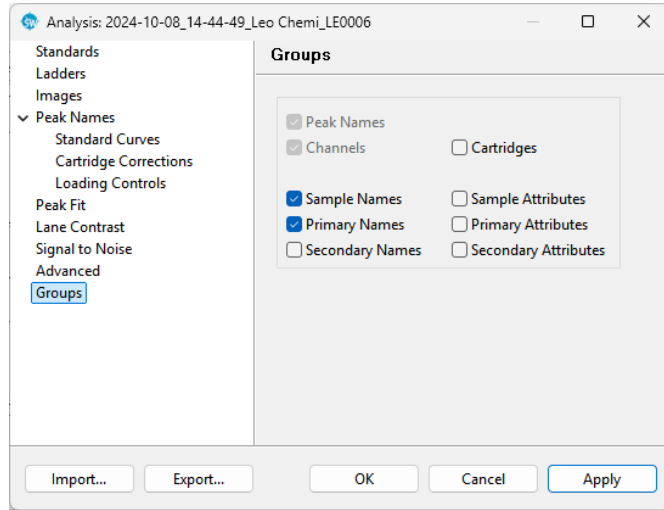 SW Analysis: 2024-10-08_14-44-49_Leo Chemi_LE0006
Standards
Ladders
Images
Peak Names
Standard Curves
Cartridge Corrections
Loading Controls
Peak Fit
Lane Contrast
Signal to Noise
Advanced
Groups
Groups
Peak Names
Channels Cartridges
Sample Names Sample Attributes
Primary Names Primary Attributes
Secondary Names Secondary Attributes
Import... Export... OK Cancel Apply